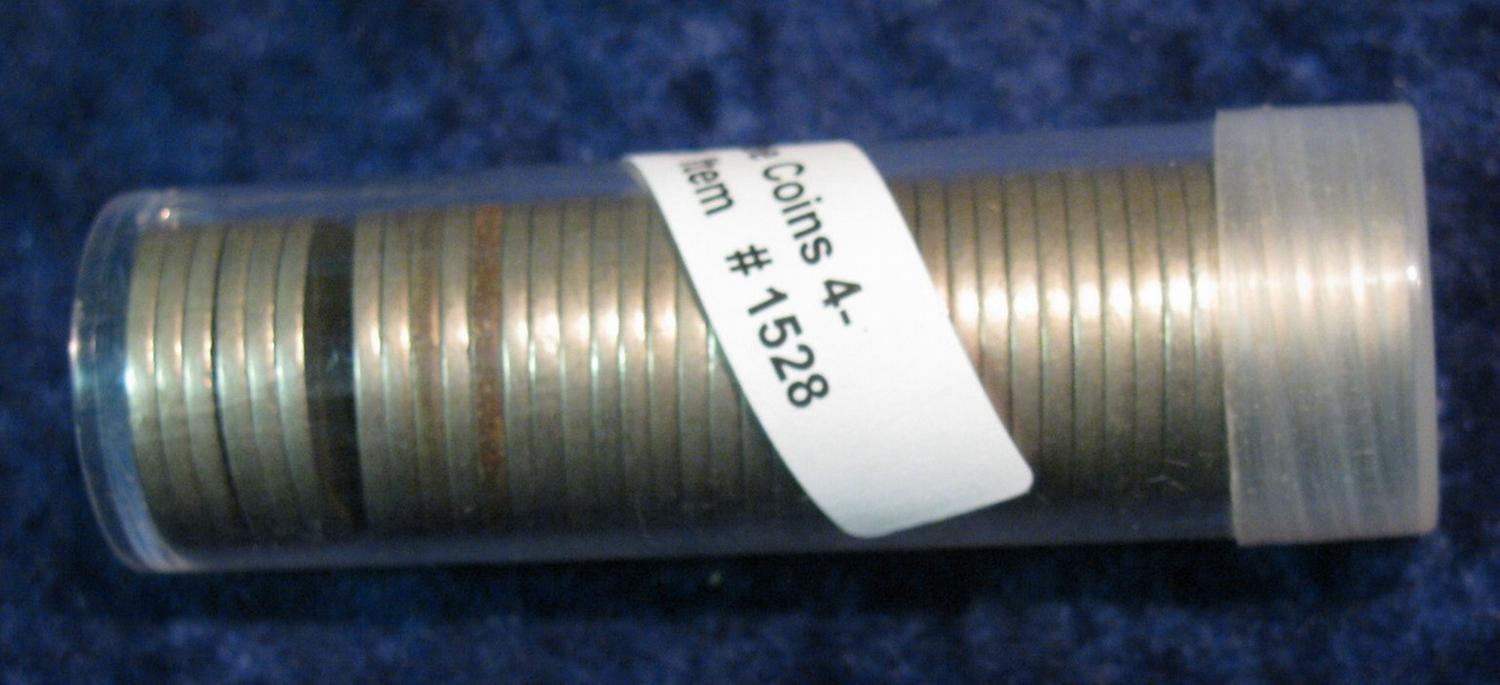 Coins 4-
Item # 1528